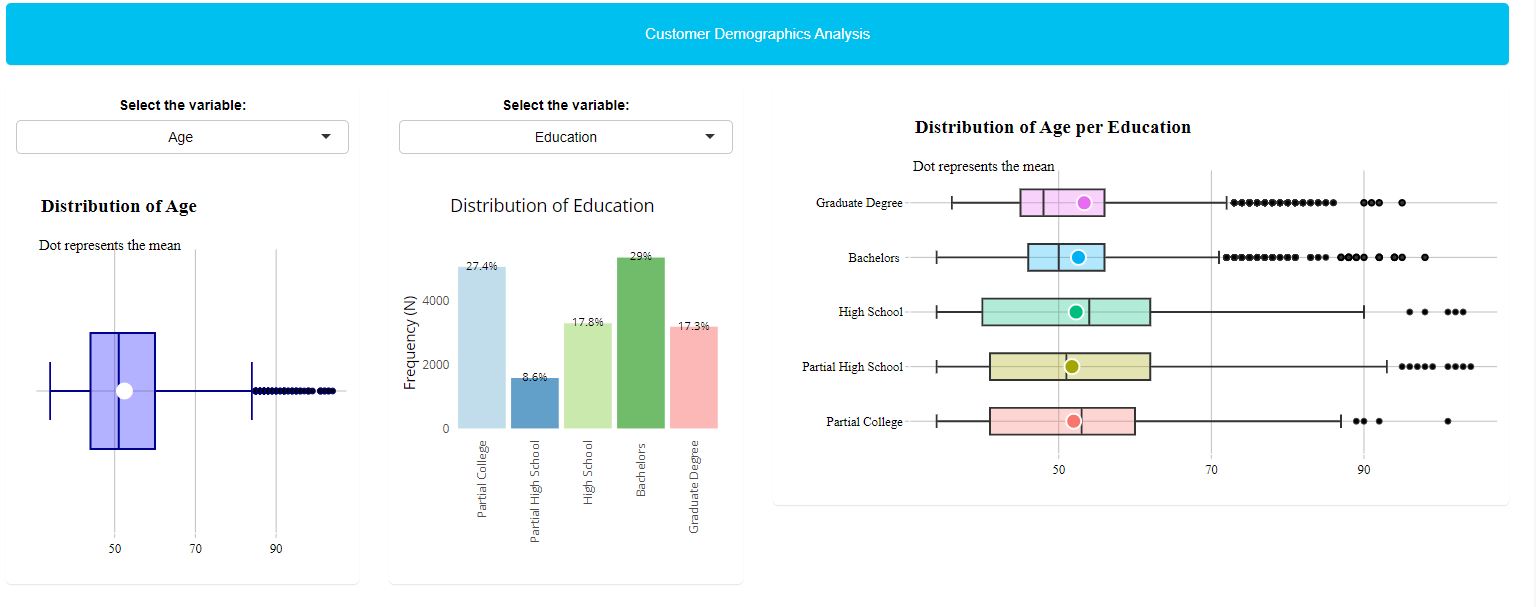 Customer Demographics Analysis
Select the variable:
Age
Distribution of Age
Dot represents the mean
50 70 90
Select the variable:
Education
Distribution of Education
Frequency (N)
4000
2000
0
27.4%
8.6%
17.8%
29%
17.3%
Partial College
Partial High School
High School
Bachelors
Graduate Degree
Distribution of Age per Education
Dot represents the mean
Graduate Degree
Bachelors
High School
Partial High School
Partial College
50 70 90